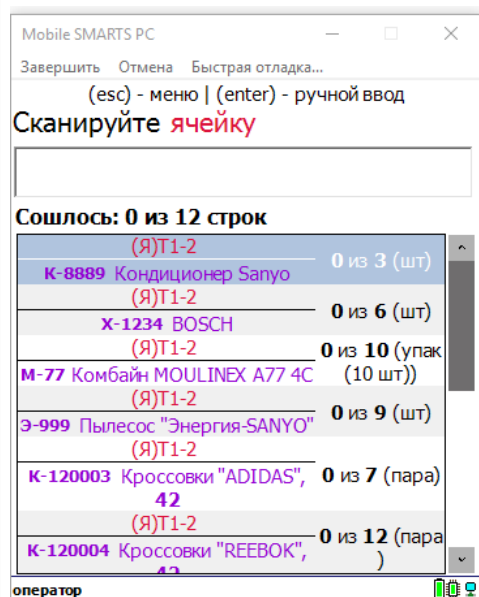 Mobile SMARTS PC
Завершить Отмена Быстрая отладка...
(esc) - меню | (enter) - ручной ввод
Сканируйте ячейку
Сошлось: 0 из 12 строк
(Я)Т1-2
К-8889 Кондиционер Sanyo
0 из 3 (шт)
(Я)Т1-2
Х-1234 BOSCH
0 из 6 (шт)
(Я)Т1-2
М-77 Комбайн MOULINEX A77 4C
0 из 10 (упак
(10 шт))
(Я)Т1-2
Э-999 Пылесос "Энергия-SANYO"
0 из 9 (шт)
(Я)Т1-2
К-120003 Кроссовки "ADIDAS",
42
0 из 7 (пара)
(Я)Т1-2
К-120004 Кроссовки "REEBOK",
42
0 из 12 (пара
)
оператор